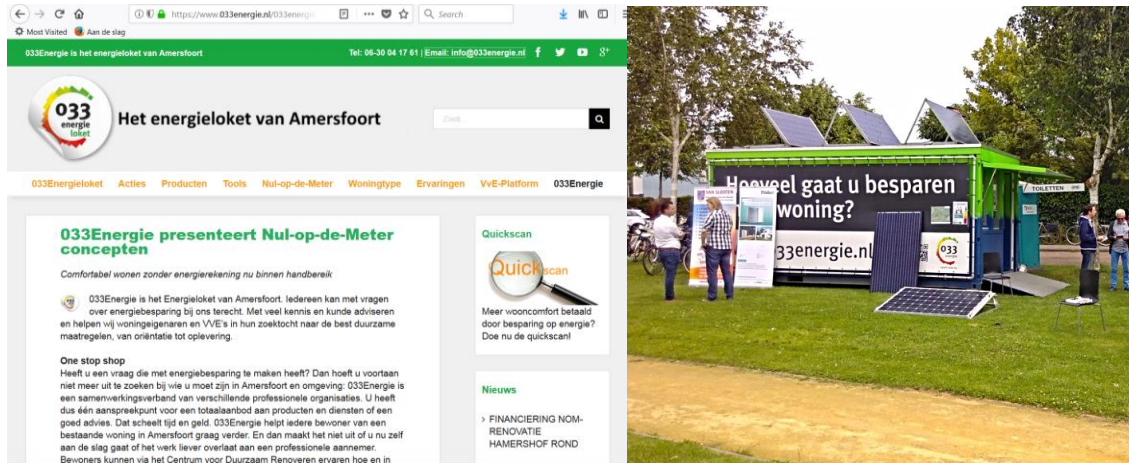 https://www.033energie.nl/033energi
Search
Most Visited
Aan de slag
033Energie is het energieloket van Amersfoort
Tel: 06-30 04 17 61 | Email: info@033energie.nl
033
energie
loket
Het energieloket van Amersfoort
Zoek...
033Energieloket Acties Producten Tools Nul-op-de-Meter Woningtype Ervaringen VvE-Platform 033Energie
033Energie presenteert Nul-op-de-Meter
concepten
Comfortabel wonen zonder energierekening nu binnen handbereik
033Energie is het Energieloket van Amersfoort. Iedereen kan met vragen
over energiebesparing bij ons terecht. Met veel kennis en kunde adviseren
en helpen wij woningeigenaren en VVE's in hun zoektocht naar de best duurzame
maatregelen, van oriëntatie tot oplevering.
One stop shop
Heeft u een vraag die met energiebesparing te maken heeft? Dan hoeft u voortaan
niet meer uit te zoeken bij wie u moet zijn in Amersfoort en omgeving: 033Energie is
een samenwerkingsverband van verschillende professionele organisaties. U heeft
dus één aanspreekpunt voor een totaalaanbod aan producten en diensten of een
goed advies. Dat scheelt tijd en geld. 033Energie helpt iedere bewoner van een
bestaande woning in Amersfoort graag verder. En dan maakt het niet uit of u nu zelf
aan de slag gaat of het werk liever overlaat aan een professionele aannemer.
Bewoners kunnen via het Centrum voor Duurzaam Renoveren ervaren hoe en in
Quickscan
Quick scan
Meer wooncomfort betaald
door besparing op energie?
Doe nu de quickscan!
Nieuws
FINANCIERING NOM-
RENOVATIE
HAMERSHOF ROND
Hoeveel gaat u besparen
woning?
33energie.nl
033
TOILETTEN
VAN SLOOTEN